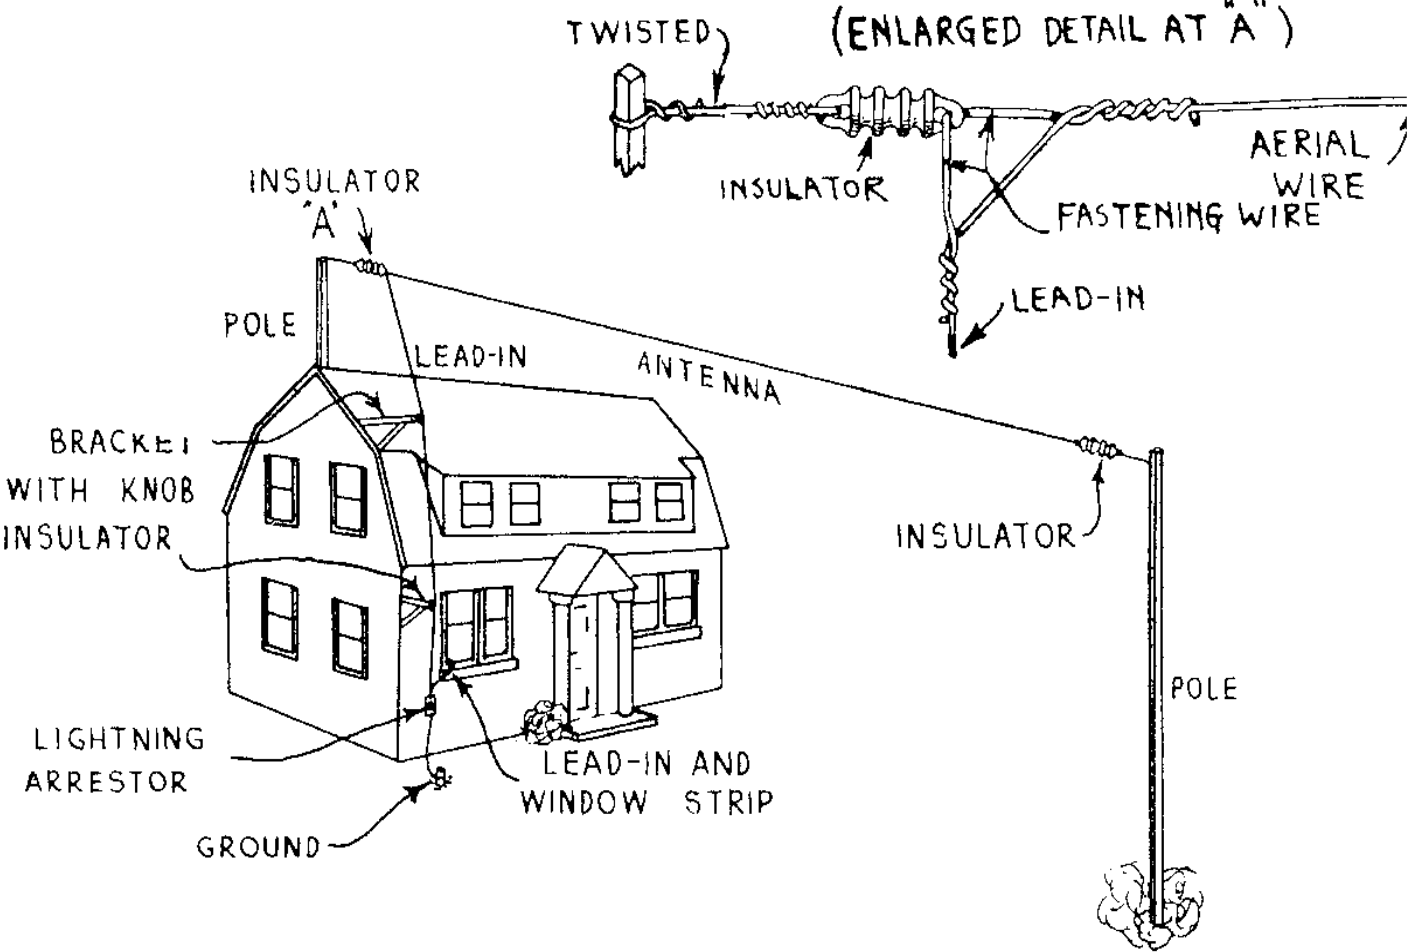 TWISTED
(ENLARGED DETAIL AT "A")
INSULATOR
AERIAL
WIRE
FASTENING WIRE
LEAD-IN
INSULATOR
"A"
POLE
LEAD-IN
ANTENNA
BRACKET
WITH KNOB
INSULATOR
INSULATOR
POLE
LIGHTNING
ARRESTOR
LEAD-IN AND
WINDOW STRIP
GROUND